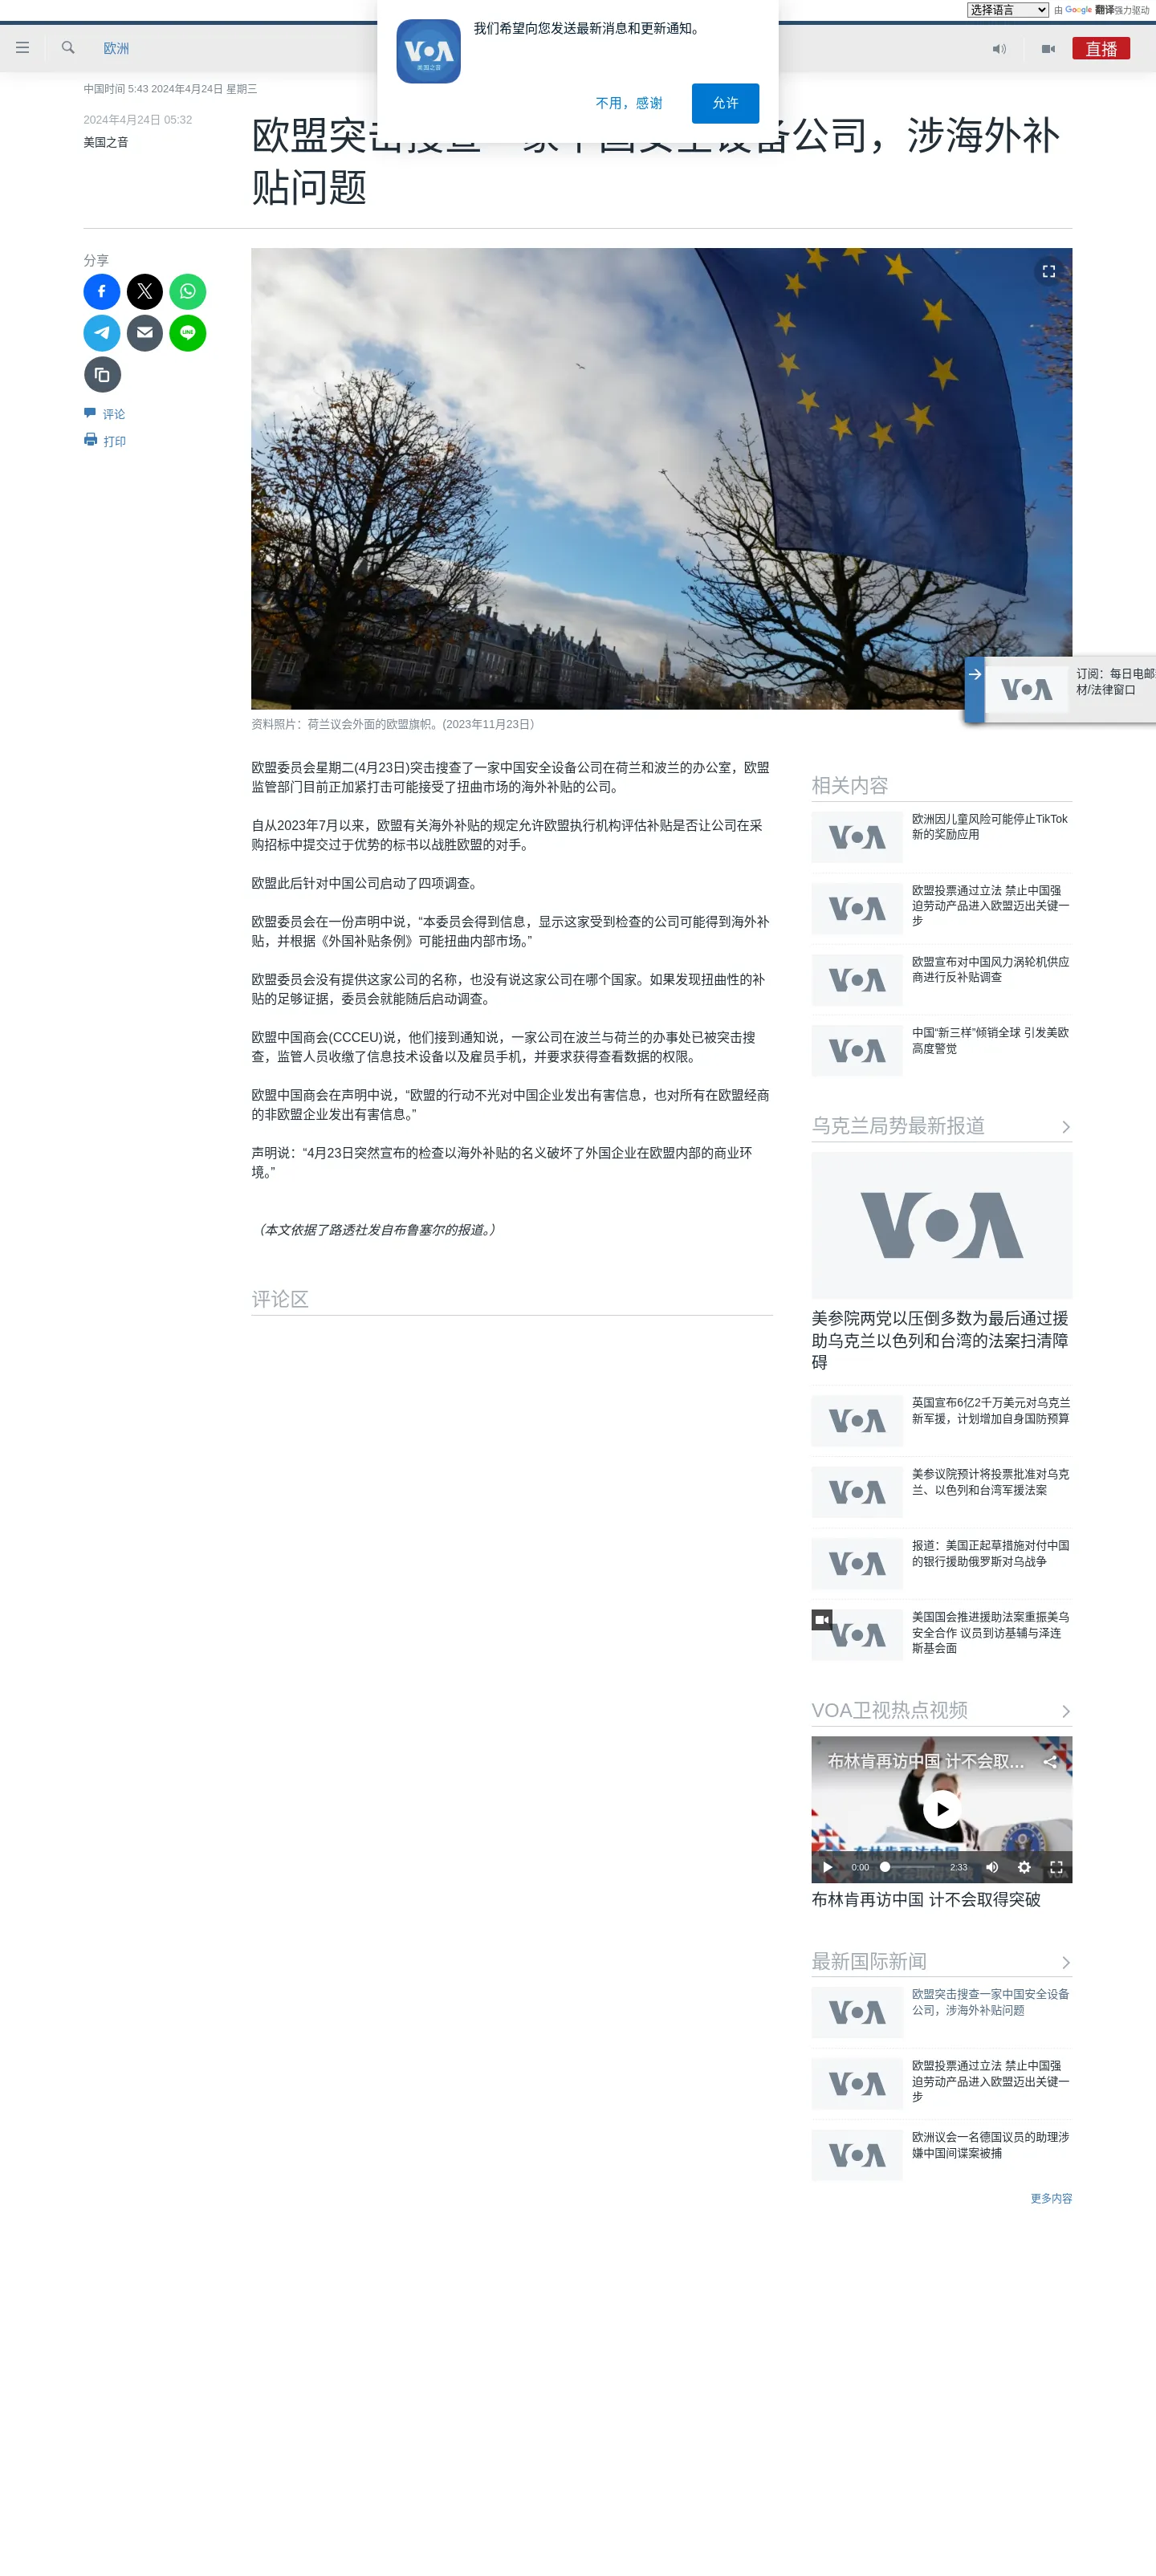 选择语言
由 Google 翻译强力驱动
欧洲
直播
VOA
美国之音
我们希望向您发送最新消息和更新通知。
不用，感谢
允许
中国时间 5:43 2024年4月24日 星期三
2024年4月24日 05:32
美国之音
欧盟突击搜查一家中国安全设备公司，涉海外补
贴问题
分享
LINE
评论
打印
资料照片：荷兰议会外面的欧盟旗帜。(2023年11月23日）
VOA
订阅：每日电邮
材/法律窗口
欧盟委员会星期二(4月23日)突击搜查了一家中国安全设备公司在荷兰和波兰的办公室，欧盟
监管部门目前正加紧打击可能接受了扭曲市场的海外补贴的公司。
自从2023年7月以来，欧盟有关海外补贴的规定允许欧盟执行机构评估补贴是否让公司在采
购招标中提交过于优势的标书以战胜欧盟的对手。
欧盟此后针对中国公司启动了四项调查。
欧盟委员会在一份声明中说，“本委员会得到信息，显示这家受到检查的公司可能得到海外补
贴，并根据《外国补贴条例》可能扭曲内部市场。”
欧盟委员会没有提供这家公司的名称，也没有说这家公司在哪个国家。如果发现扭曲性的补
贴的足够证据，委员会就能随后启动调查。
欧盟中国商会(CCCEU)说，他们接到通知说，一家公司在波兰与荷兰的办事处已被突击搜
查，监管人员收缴了信息技术设备以及雇员手机，并要求获得查看数据的权限。
欧盟中国商会在声明中说，“欧盟的行动不光对中国企业发出有害信息，也对所有在欧盟经商
的非欧盟企业发出有害信息。”
声明说：“4月23日突然宣布的检查以海外补贴的名义破坏了外国企业在欧盟内部的商业环
境。”
（本文依据了路透社发自布鲁塞尔的报道。）
评论区
相关内容
VOA
欧洲因儿童风险可能停止TikTok
新的奖励应用
VOA
欧盟投票通过立法 禁止中国强
迫劳动产品进入欧盟迈出关键一
步
VOA
欧盟宣布对中国风力涡轮机供应
商进行反补贴调查
VOA
中国“新三样”倾销全球 引发美欧
高度警觉
乌克兰局势最新报道
VOA
美参院两党以压倒多数为最后通过援
助乌克兰以色列和台湾的法案扫清障
碍
VOA
英国宣布6亿2千万美元对乌克兰
新军援，计划增加自身国防预算
VOA
美参议院预计将投票批准对乌克
兰、以色列和台湾军援法案
VOA
报道：美国正起草措施对付中国
的银行援助俄罗斯对乌战争
VOA
美国国会推进援助法案重振美乌
安全合作 议员到访基辅与泽连
斯基会面
VOA卫视热点视频
布林肯再访中国 计不会取...
布林肯再访中国
0:00
2:33
布林肯再访中国 计不会取得突破
最新国际新闻
VOA
欧盟突击搜查一家中国安全设备
公司，涉海外补贴问题
VOA
欧盟投票通过立法 禁止中国强
迫劳动产品进入欧盟迈出关键一
步
VOA
欧洲议会一名德国议员的助理涉
嫌中国间谍案被捕
更多内容